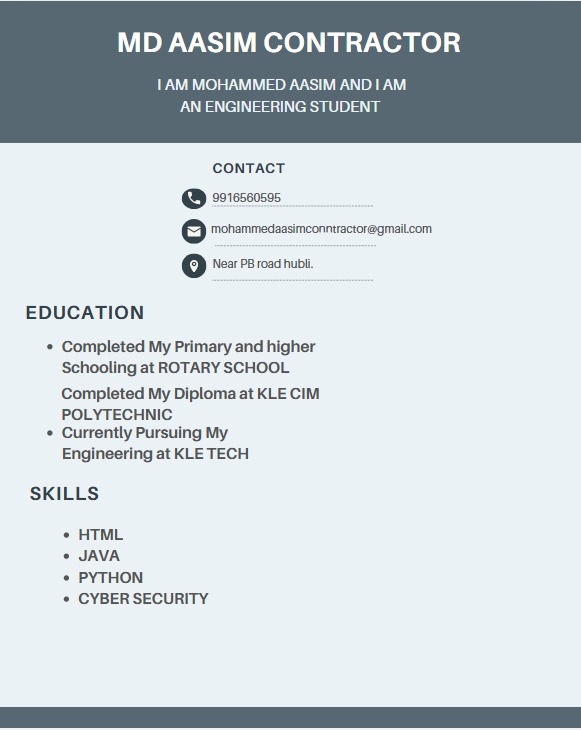 MD AASIM CONTRACTOR
I AM MOHAMMED AASIM AND I AM
AN ENGINEERING STUDENT
CONTACT
9916560595
mohammedaasimconntractor@gmail.com
Near PB road hubli.
EDUCATION
• Completed My Primary and higher
Schooling at ROTARY SCHOOL
Completed My Diploma at KLE CIM
POLYTECHNIC
• Currently Pursuing My
Engineering at KLE TECH
SKILLS
• HTML
• JAVA
• PYTHON
• CYBER SECURITY